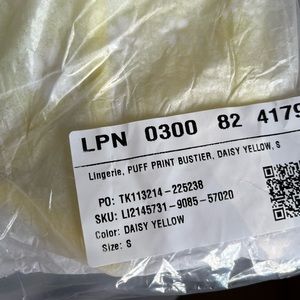 LPN 0300 82 4179
Lingerie, PUFF PRINT BUSTIER, DAISY YELLOW, S
PO: TK113214-225238
SKU: LI2145731-9085-57020
Color: DAISY YELLOW
Size: S